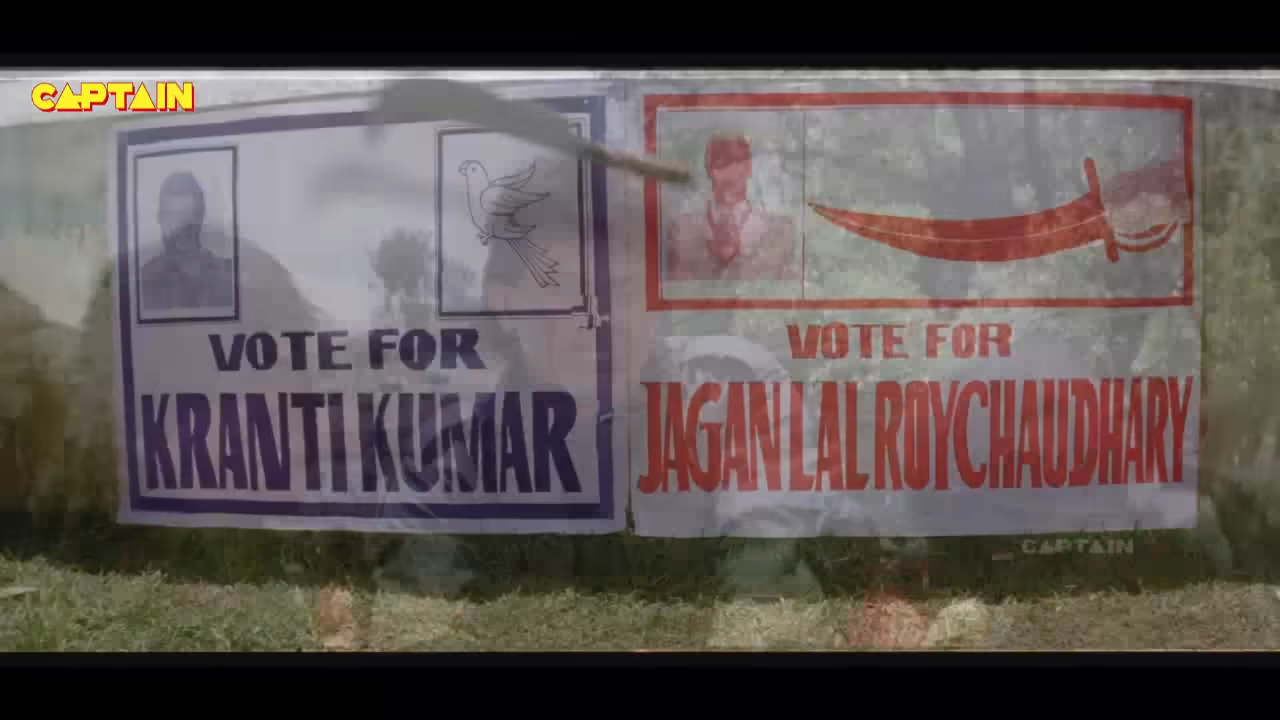 CAPTAIN
VOTE FOR
KRANTI KUMAR
VOTE FOR
JAGAN LAL ROYCHAUDHARY
CAPTAIN